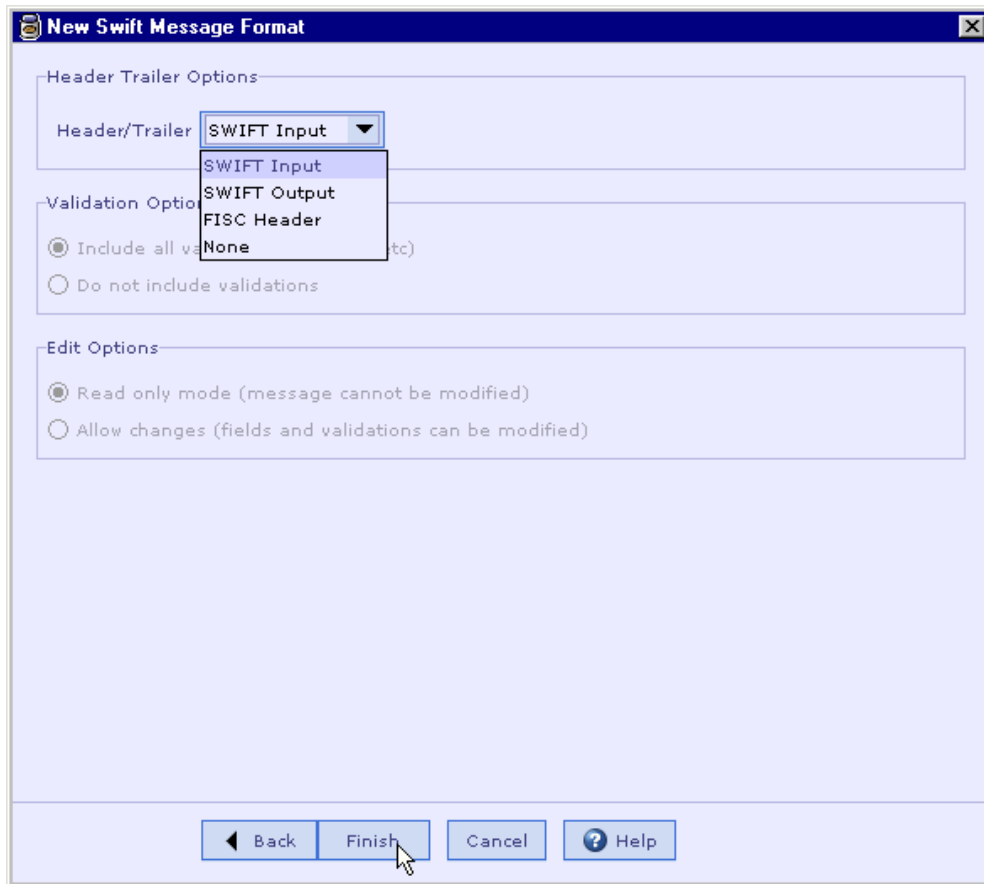 New Swift Message Format
Header Trailer Options
Header/Trailer SWIFT Input
SWIFT Input
SWIFT Output
Validation Optio
FISC Header
Include all va etc)
None
Do not include validations
Edit Options
Read only mode (message cannot be modified)
Allow changes (fields and validations can be modified)
Back Finish Cancel Help